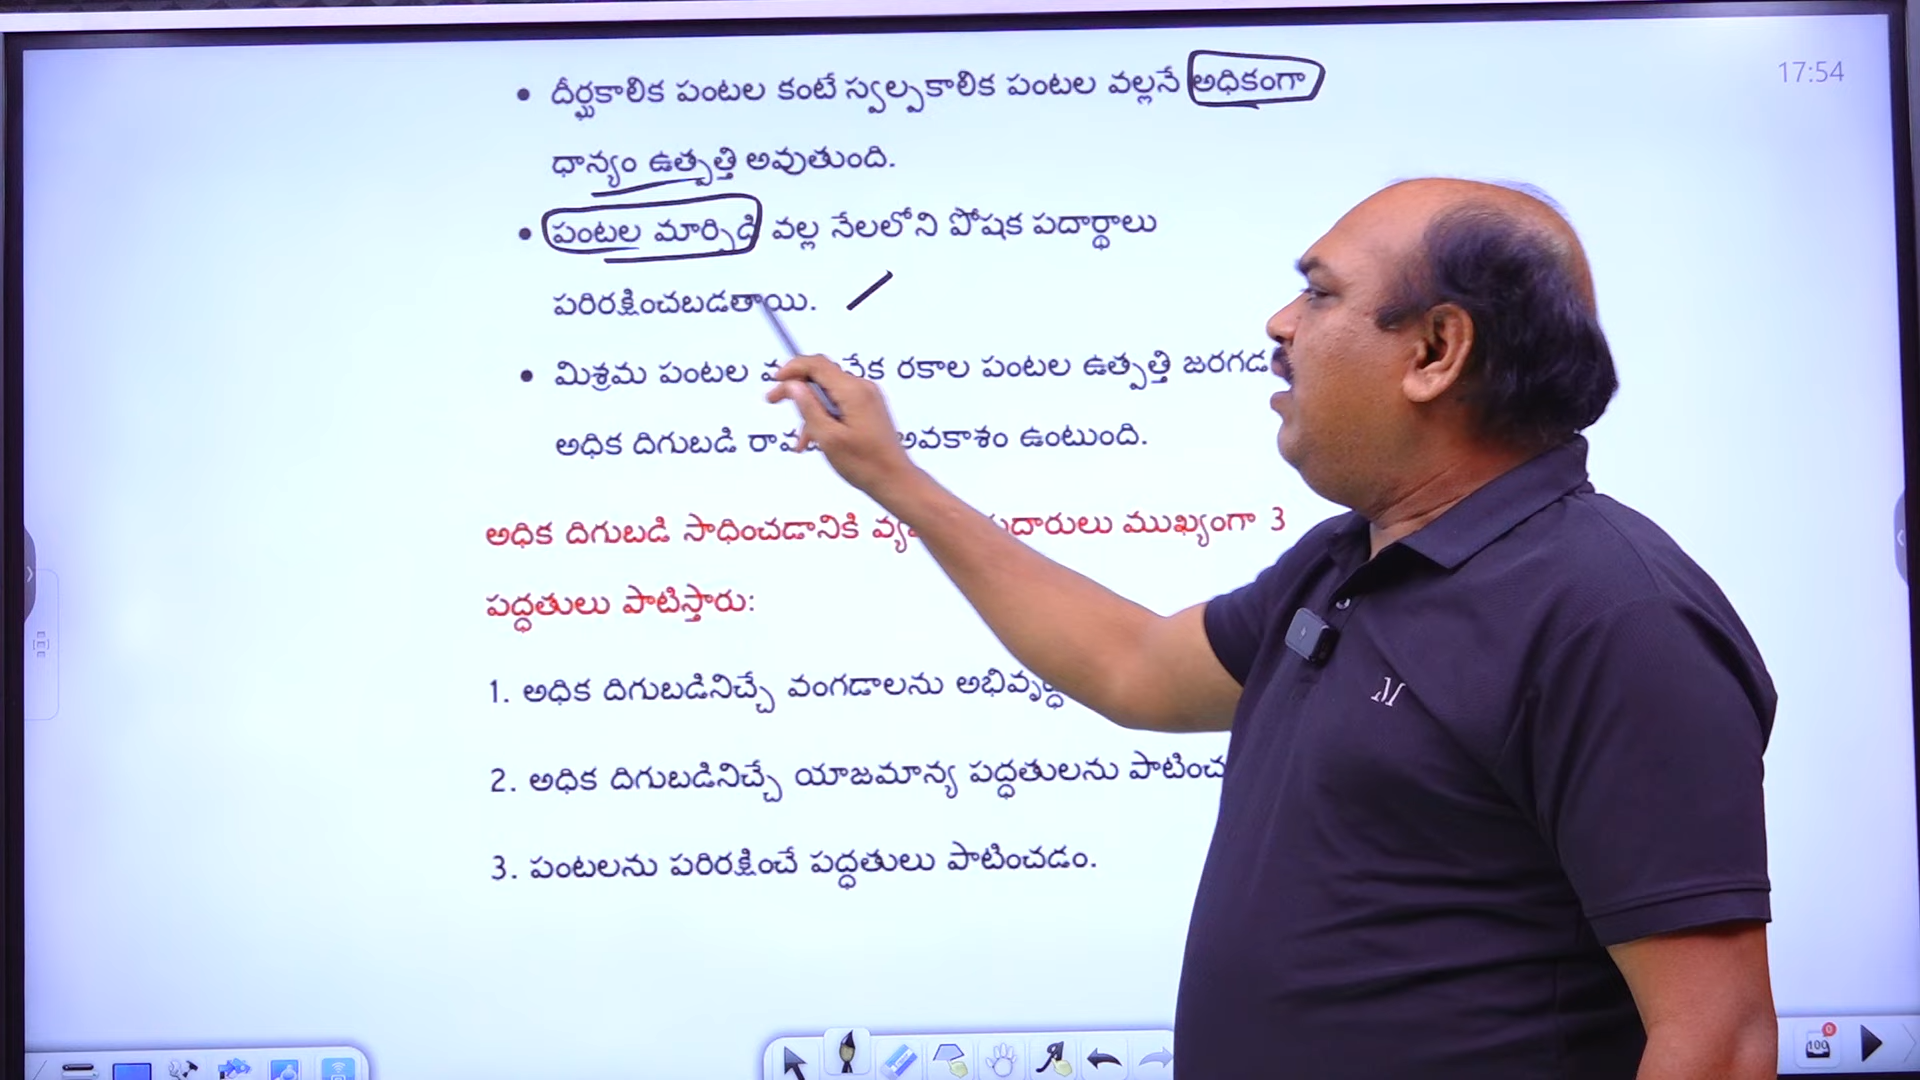 17:54
• దీర్ఘకాలిక పంటల కంటే స్వల్పకాలిక పంటల వల్లనే అధికంగా
ధాన్యం ఉత్పత్తి అవుతుంది.
• పంటల మార్పిడి వల్ల నేలలోని పోషక పదార్థాలు
పరిరక్షించబడతాయి.
• మిశ్రమ పంటల రకాల పంటల ఉత్పత్తి
అధిక దిగుబడి అవకాశం ఉంటుంది.
అధిక దిగుబడి సాధించడానికి ముఖ్యంగా 3
పద్ధతులు పాటిస్తారు:
1. అధిక దిగుబడినిచ్చే వంగడాలను
2. అధిక దిగుబడినిచ్చే యాజమాన్య పద్ధతులను
3. పంటలను పరిరక్షించే పద్ధతులు పాటించడం.
M
100
0